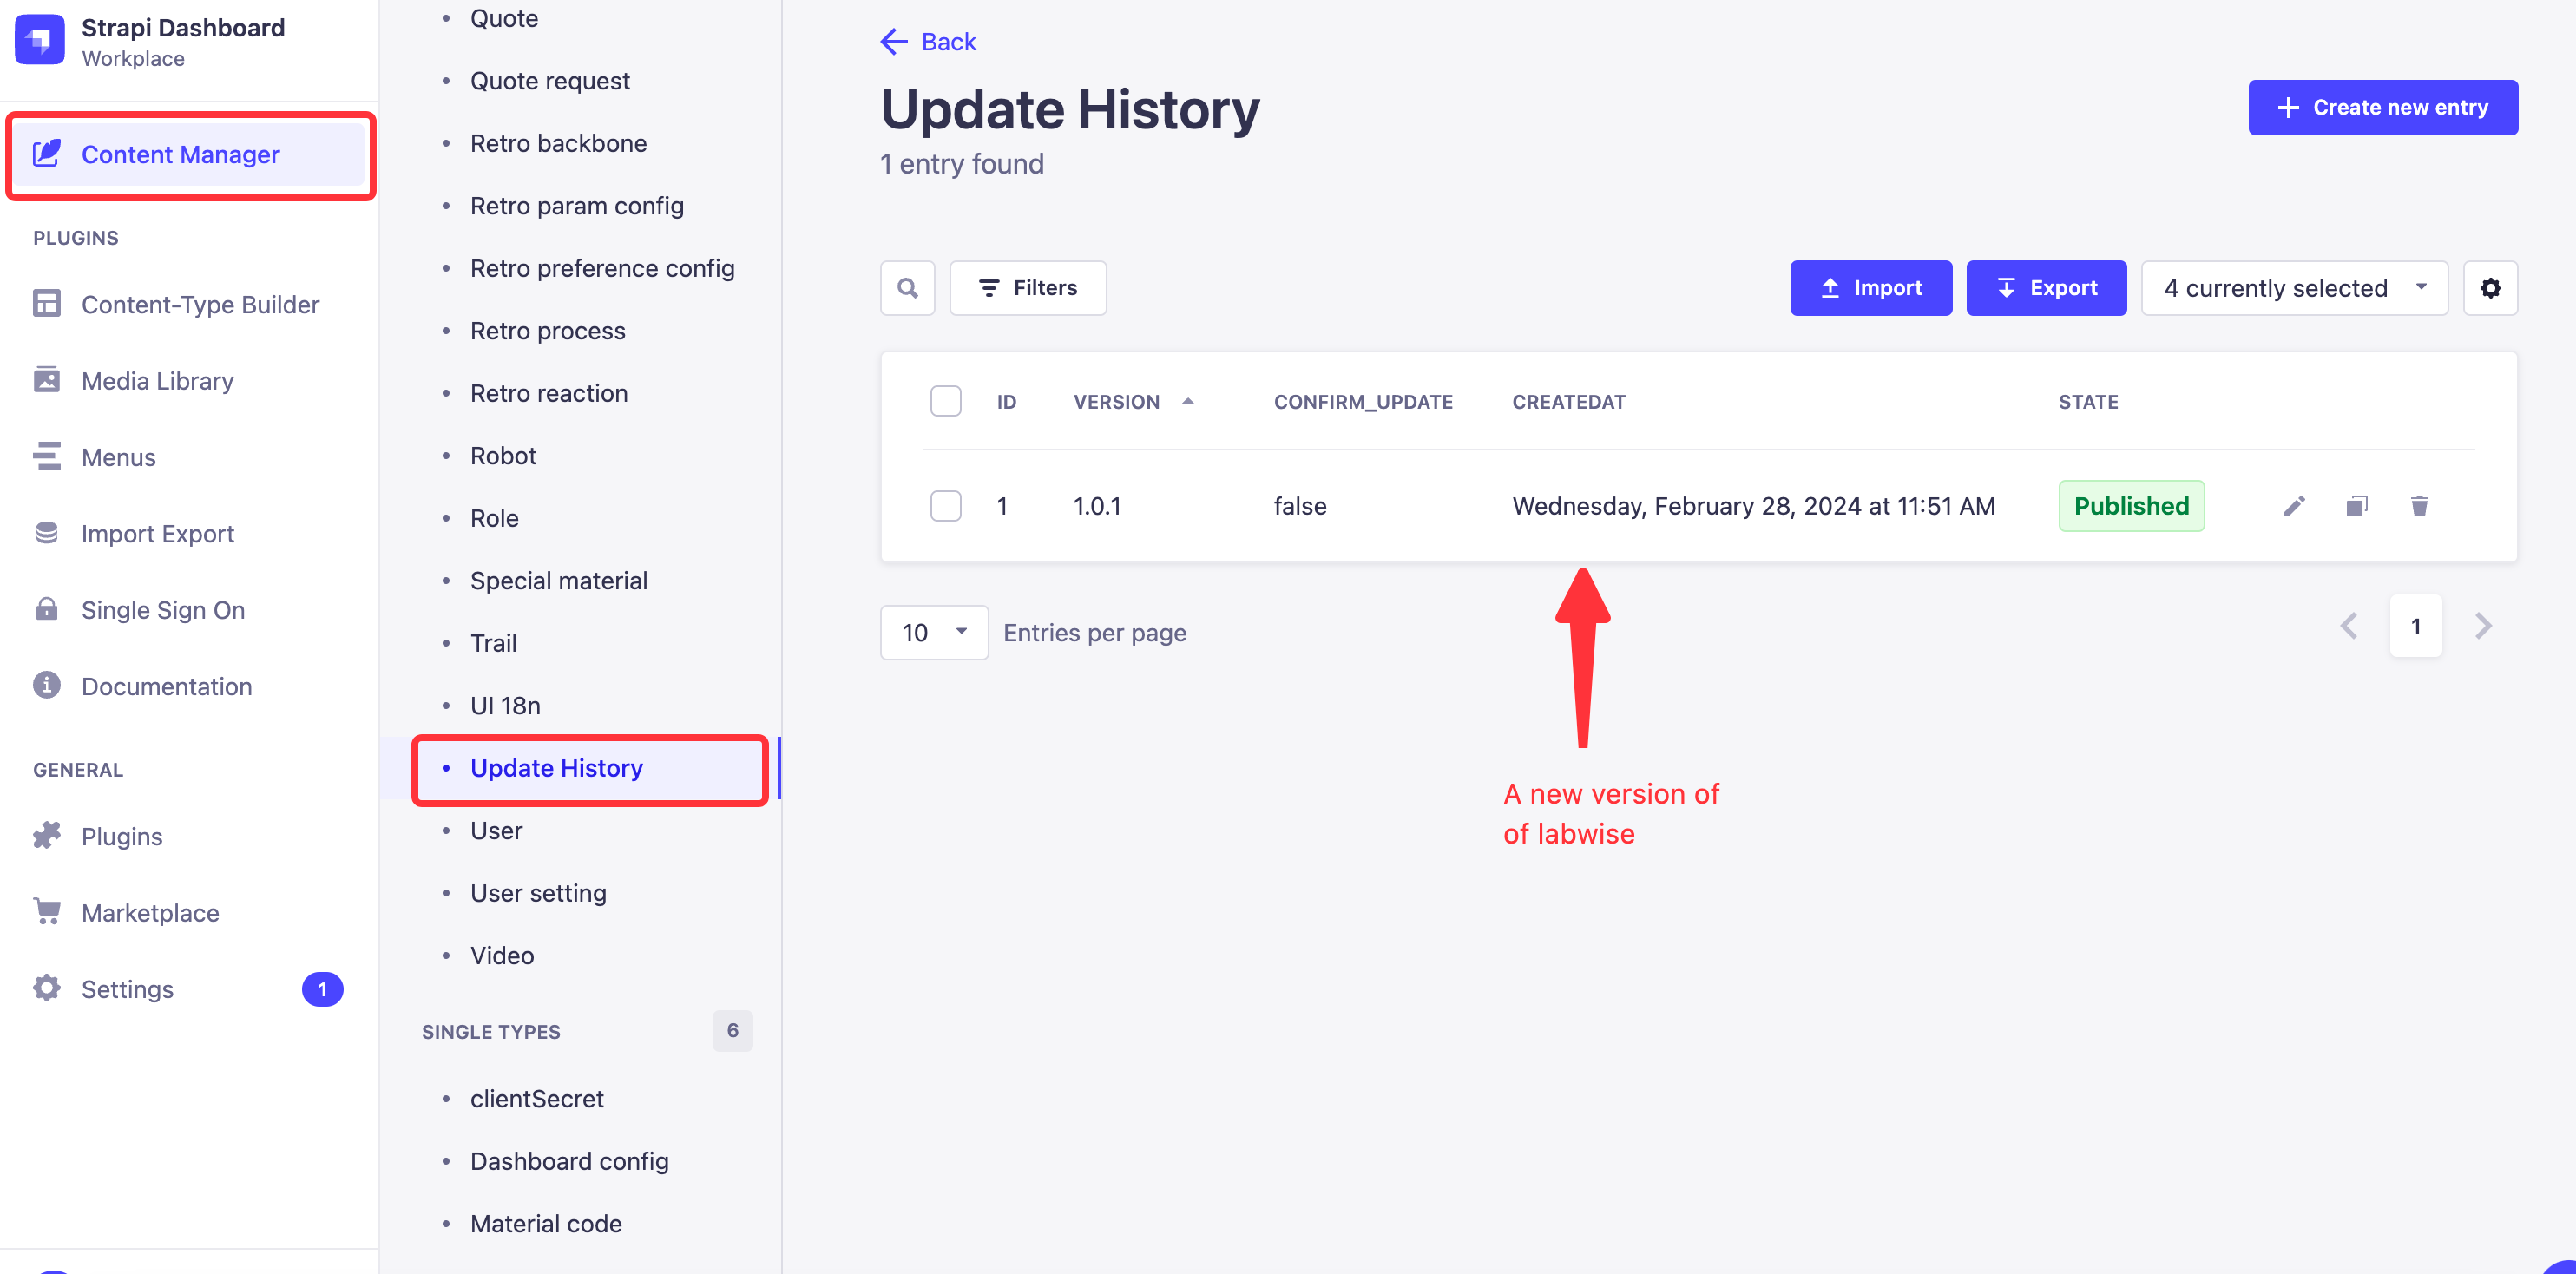 Strapi Dashboard
Workplace
Content Manager
PLUGINS
Content-Type Builder
Media Library
Menus
Import Export
Single Sign On
Documentation
GENERAL
Plugins
Marketplace
Settings 1
Quote
Quote request
Retro backbone
Retro param config
Retro preference config
Retro process
Retro reaction
Robot
Role
Special material
Trail
UI 18n
Update History
User
User setting
Video
SINGLE TYPES 6
clientSecret
Dashboard config
Material code
Back
Update History
1 entry found
Create new entry
Filters
Import
Export
4 currently selected
ID VERSION CONFIRM_UPDATE CREATEDAT STATE
1 1.0.1 false Wednesday, February 28, 2024 at 11:51 AM Published
10 Entries per page
1
A new version of
of labwise